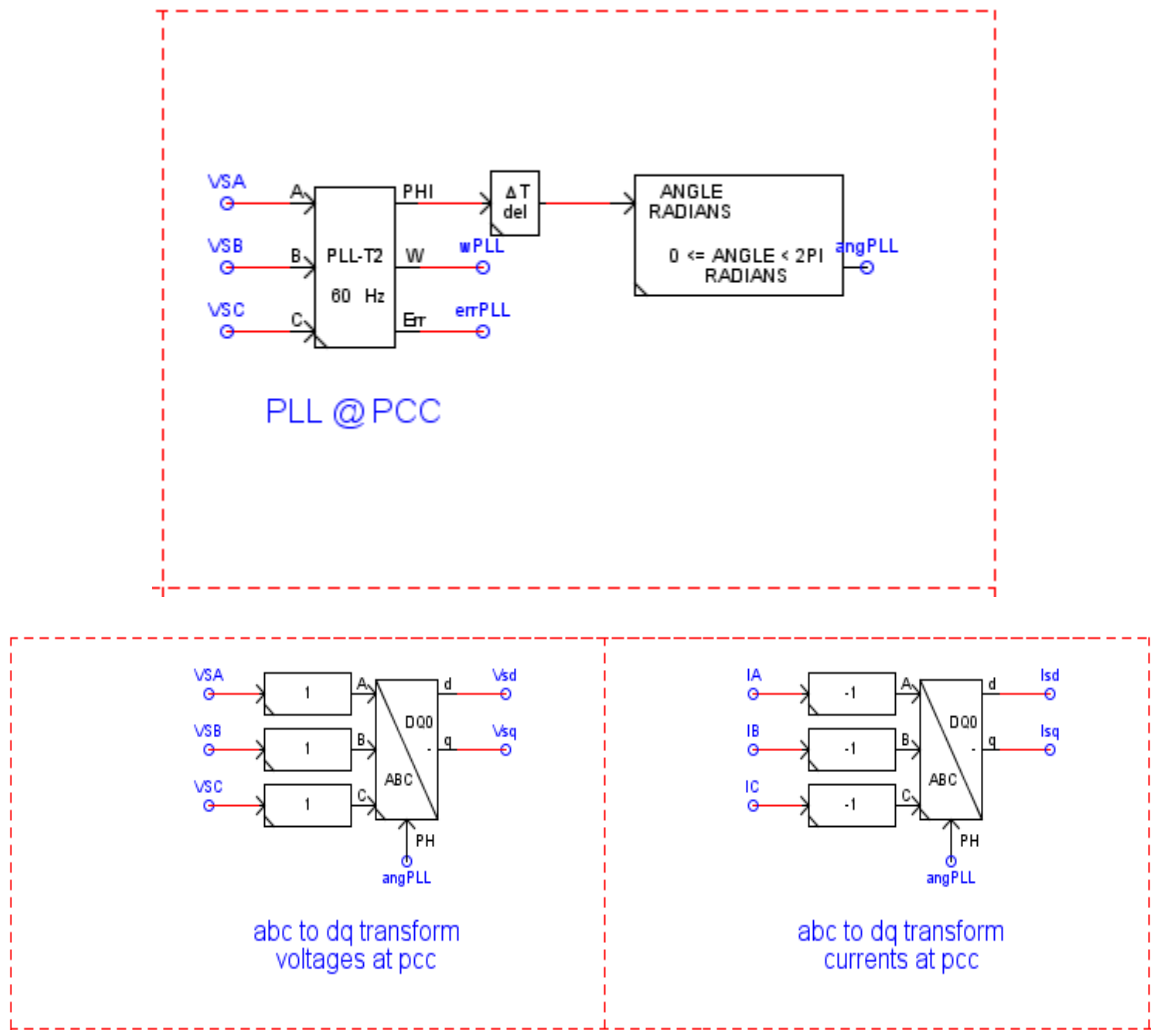 VSA
A
PHI
ΔT
del
ANGLE
RADIANS
VSB
B
PLL-T2
W
wPLL
0 <= ANGLE < 2PI
RADIANS
angPLL
60 Hz
VSC
C
Err
errPLL
PLL @ PCC
VSA
1
A
d
Vsd
DQ0
VSB
1
B
-
q
Vsq
ABC
VSC
1
C
PH
angPLL
abc to dq transform
voltages at pcc
IA
-1
A
d
Isd
DQ0
IB
-1
B
-
q
Isq
ABC
IC
-1
C
PH
angPLL
abc to dq transform
currents at pcc